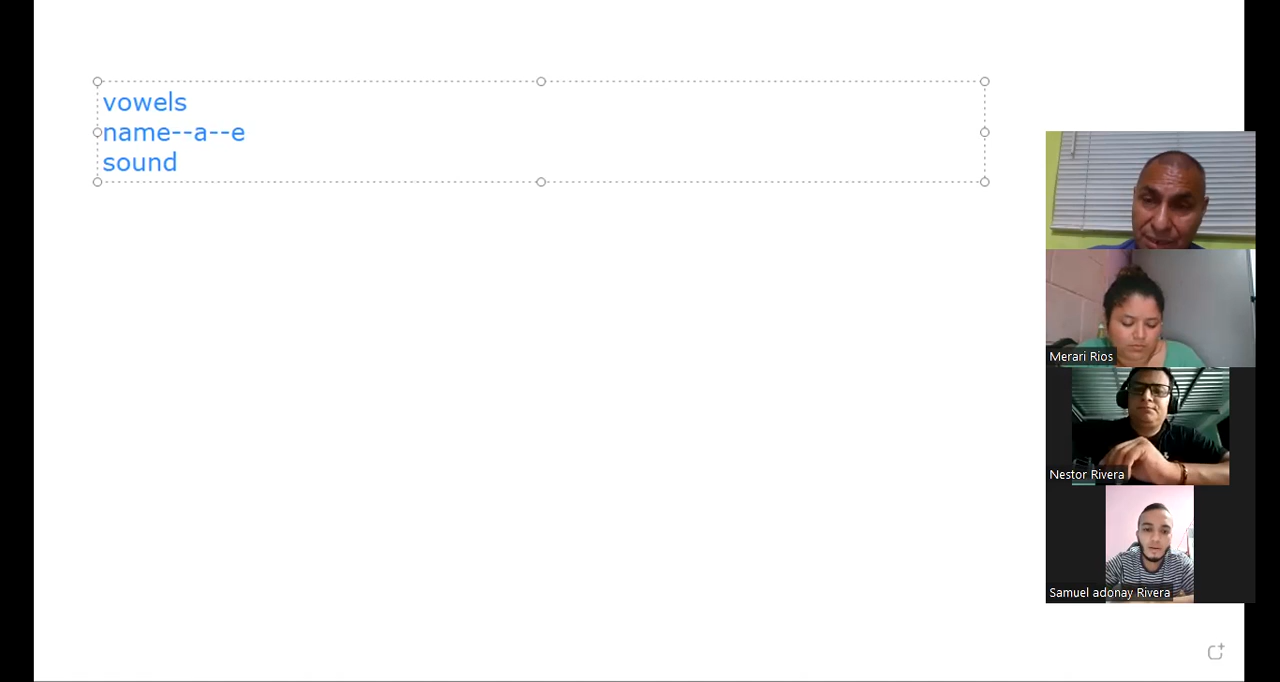 vowels
name--a--e
sound
Merari Rios
Nestor Rivera
Samuel adonay Rivera